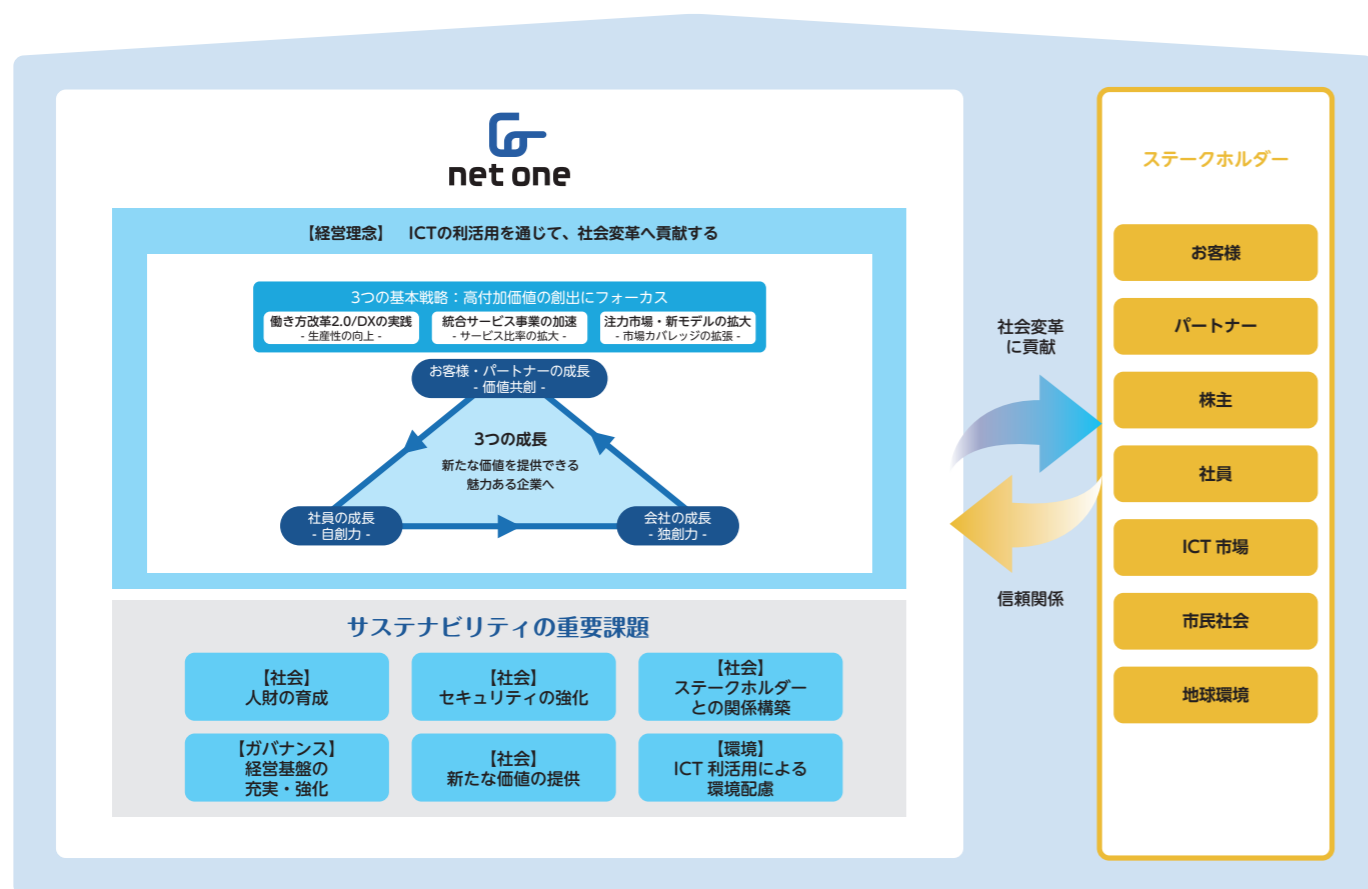 net one
【経営理念】 ICTの利活用を通じて、社会変革へ貢献する
3つの基本戦略：高付加価値の創出にフォーカス
働き方改革2.0/DXの実践
- 生産性の向上 -
統合サービス事業の加速
- サービス比率の拡大 -
注力市場・新モデルの拡大
- 市場カバレッジの拡張 -
お客様・パートナーの成長
- 価値共創 -
3つの成長
新たな価値を提供できる
魅力ある企業へ
社員の成長
- 自創力 -
会社の成長
- 独創力 -
サステナビリティの重要課題
【社会】
人財の育成
【社会】
セキュリティの強化
【社会】
ステークホルダー
との関係構築
【ガバナンス】
経営基盤の
充実・強化
【社会】
新たな価値の提供
【環境】
ICT 利活用による
環境配慮
社会変革
に貢献
信頼関係
ステークホルダー
お客様
パートナー
株主
社員
ICT 市場
市民社会
地球環境